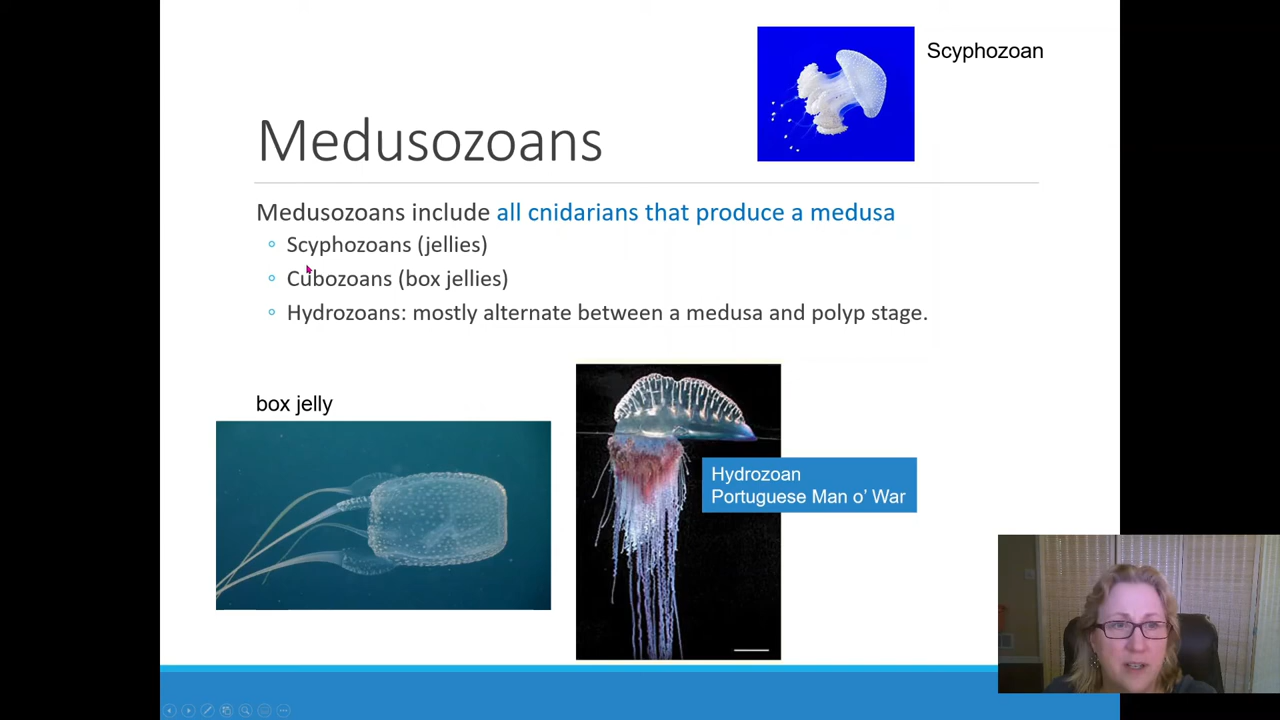 Scyphozoan
Medusozoans
Medusozoans include all cnidarians that produce a medusa
Scyphozoans (jellies)
Cubozoans (box jellies)
Hydrozoans: mostly alternate between a medusa and polyp stage.
box jelly
Hydrozoan
Portuguese Man o’ War